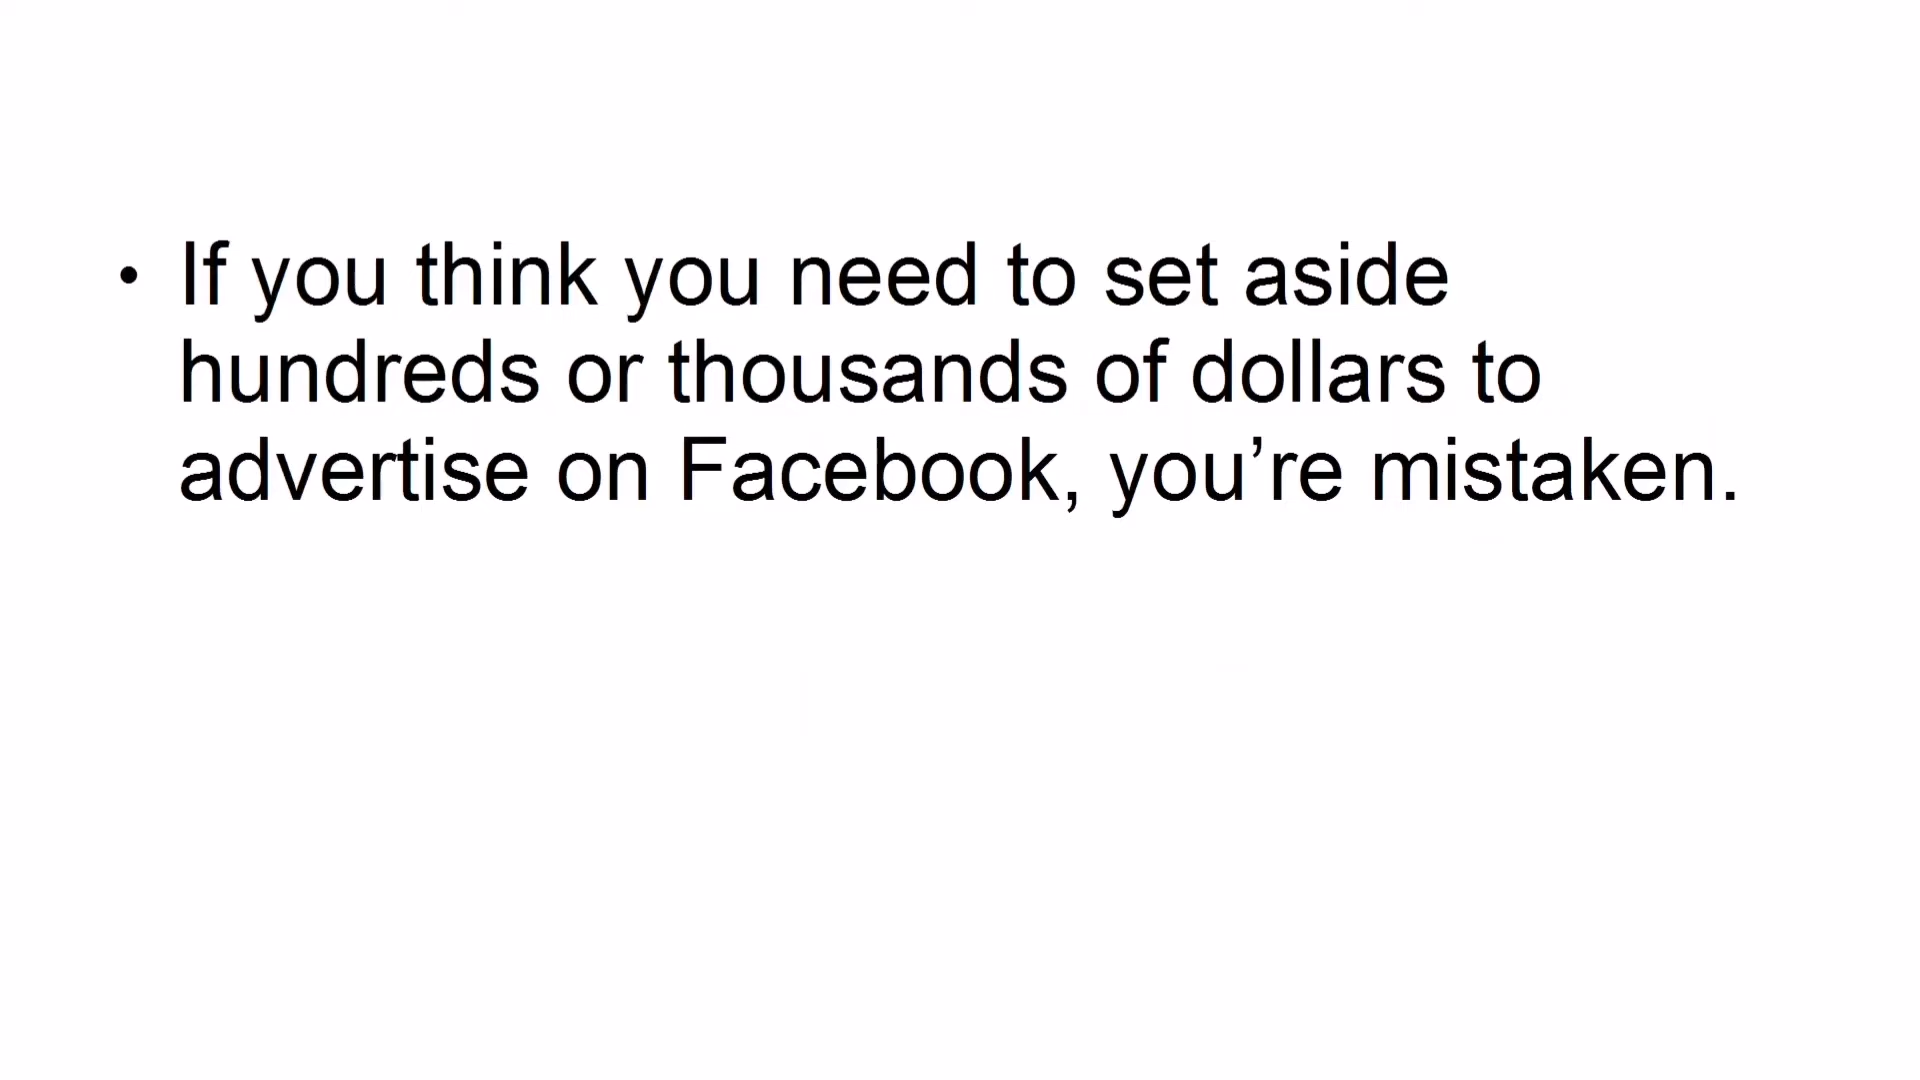 • If you think you need to set aside
hundreds or thousands of dollars to
advertise on Facebook, you’re mistaken.